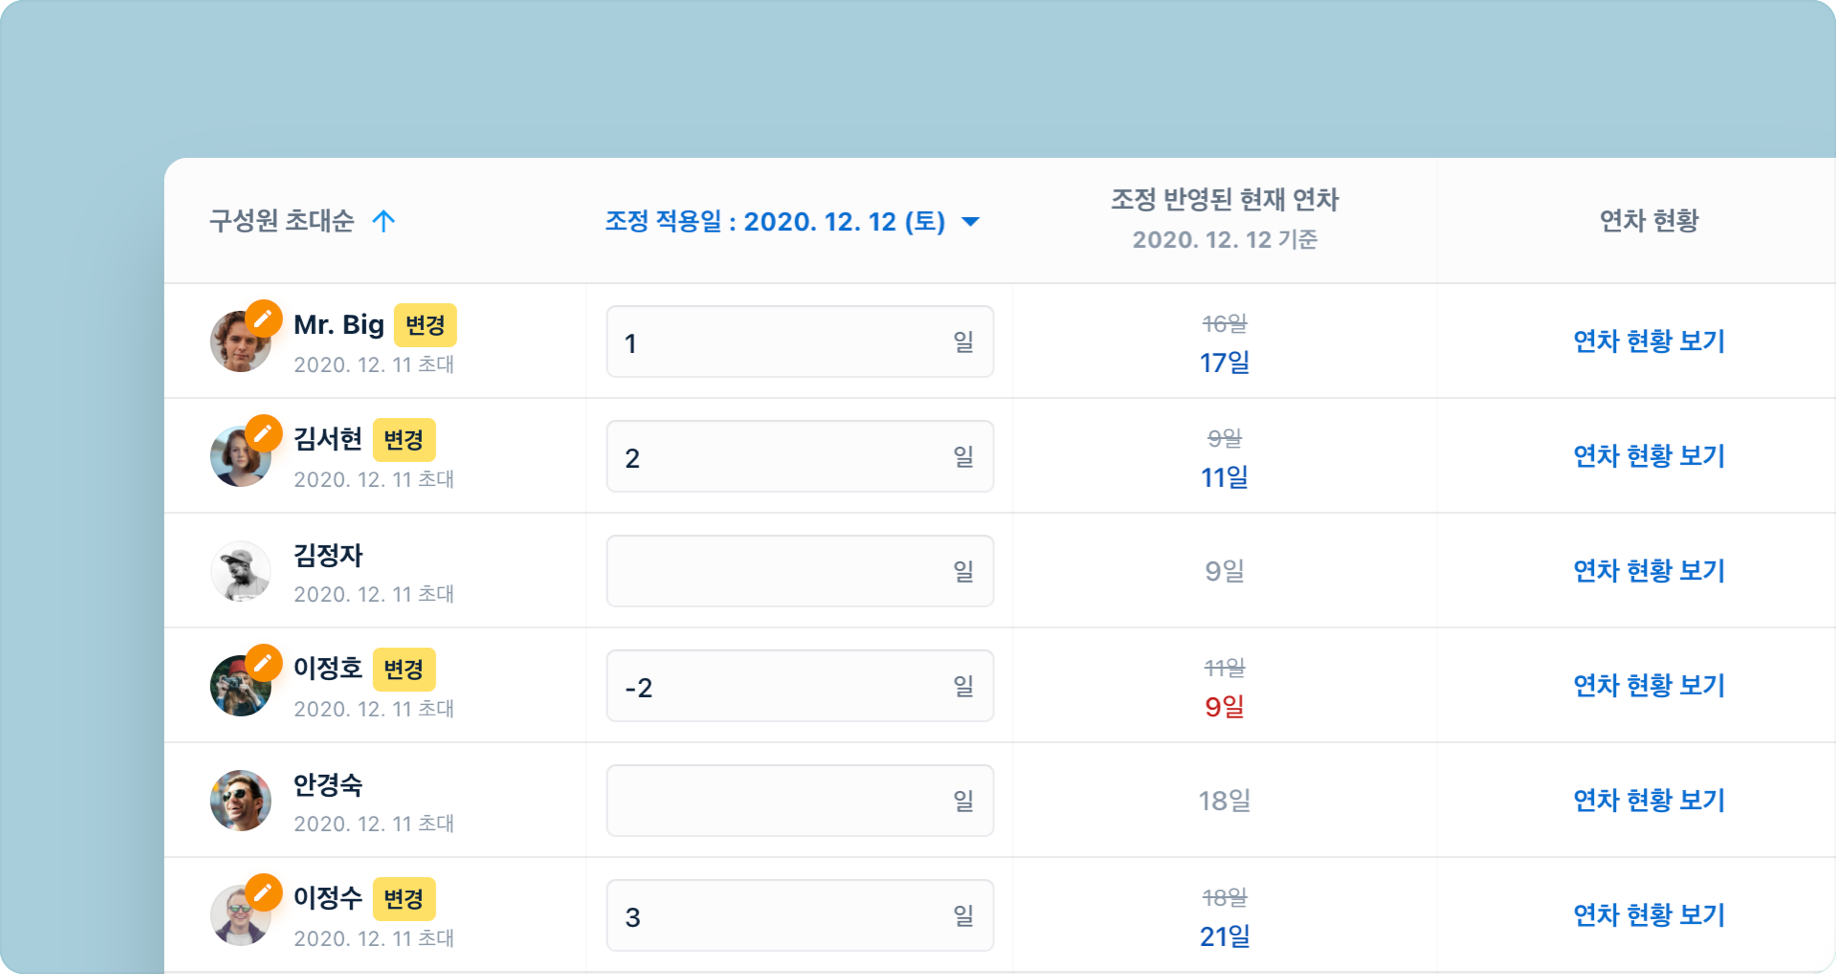 구성원 초대순
조정 적용일 : 2020. 12. 12 (토)
조정 반영된 현재 연차
2020. 12. 12 기준
연차 현황
Mr. Big 변경
2020. 12. 11 초대
1 일
16일
17일
연차 현황 보기
김서현 변경
2020. 12. 11 초대
2 일
9일
11일
연차 현황 보기
김정자
2020. 12. 11 초대
일
9일
연차 현황 보기
이정호 변경
2020. 12. 11 초대
-2 일
11일
9일
연차 현황 보기
안경숙
2020. 12. 11 초대
일
18일
연차 현황 보기
이정수 변경
2020. 12. 11 초대
3 일
18일
21일
연차 현황 보기